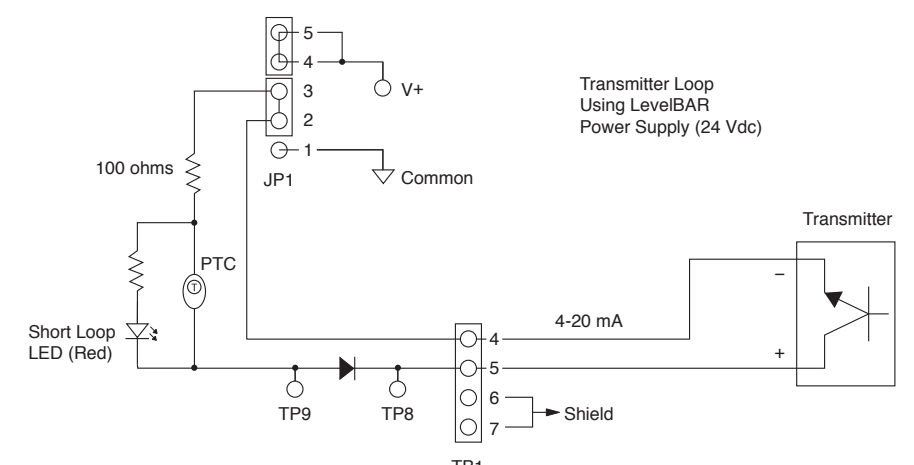 5
4
V+
3
2
1
Common
JP1
Transmitter Loop
Using LevelBAR
Power Supply (24 Vdc)
100 ohms
PTC
T
Short Loop
LED (Red)
TP9
TP8
4-20 mA
4
5
6
7
Shield
Transmitter
–
+